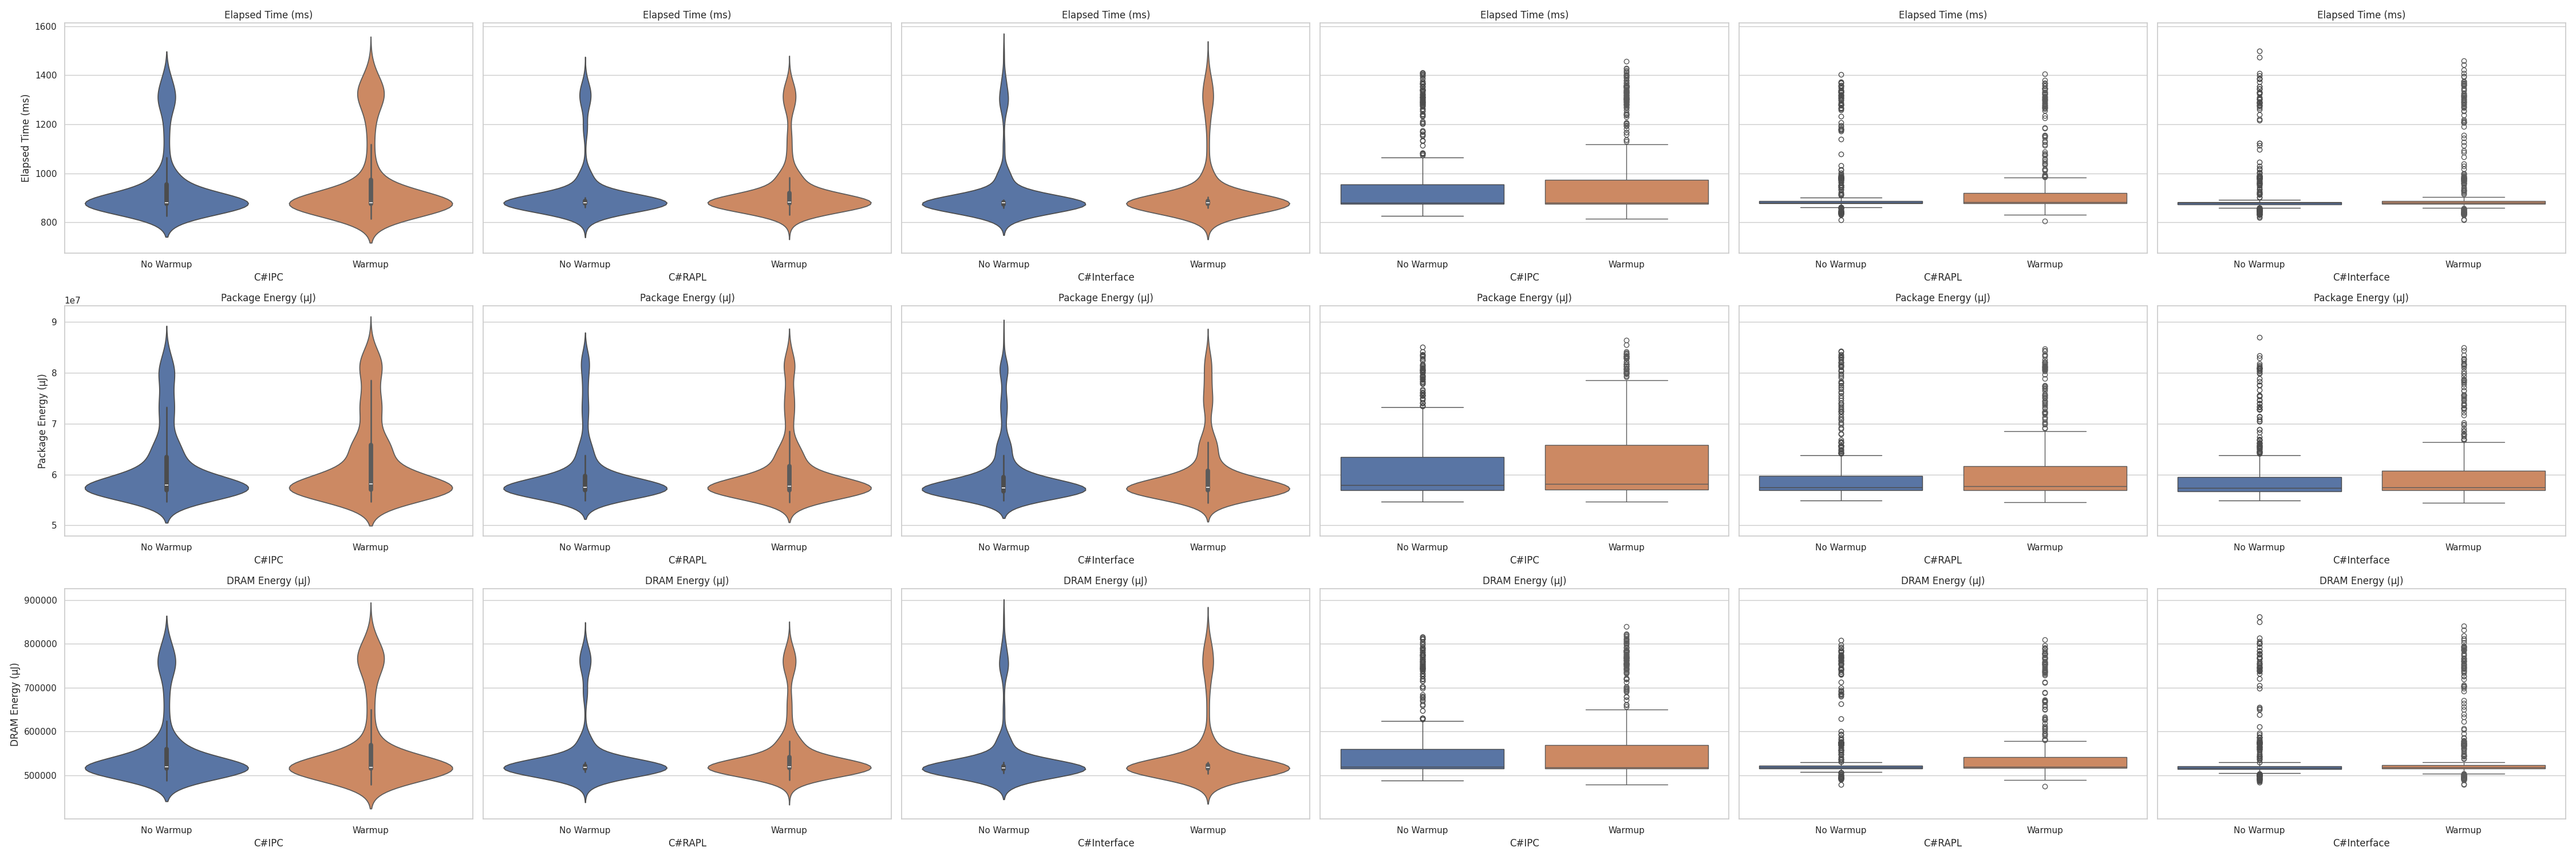 Elapsed Time (ms) Elapsed Time (ms) Elapsed Time (ms) Elapsed Time (ms) Elapsed Time (ms) Elapsed Time (ms)
Elapsed Time (ms)
1600
1400
1200
1000
800
No Warmup Warmup No Warmup Warmup No Warmup Warmup No Warmup Warmup No Warmup Warmup No Warmup Warmup
C#IPC C#RAPL C#Interface C#IPC C#RAPL C#Interface
1e7
Package Energy (µJ) Package Energy (µJ) Package Energy (µJ) Package Energy (µJ) Package Energy (µJ) Package Energy (µJ)
Package Energy (µJ)
9
8
7
6
5
No Warmup Warmup No Warmup Warmup No Warmup Warmup No Warmup Warmup No Warmup Warmup No Warmup Warmup
C#IPC C#RAPL C#Interface C#IPC C#RAPL C#Interface
DRAM Energy (µJ) DRAM Energy (µJ) DRAM Energy (µJ) DRAM Energy (µJ) DRAM Energy (µJ) DRAM Energy (µJ)
DRAM Energy (µJ)
900000
800000
700000
600000
500000
No Warmup Warmup No Warmup Warmup No Warmup Warmup No Warmup Warmup No Warmup Warmup No Warmup Warmup
C#IPC C#RAPL C#Interface C#IPC C#RAPL C#Interface